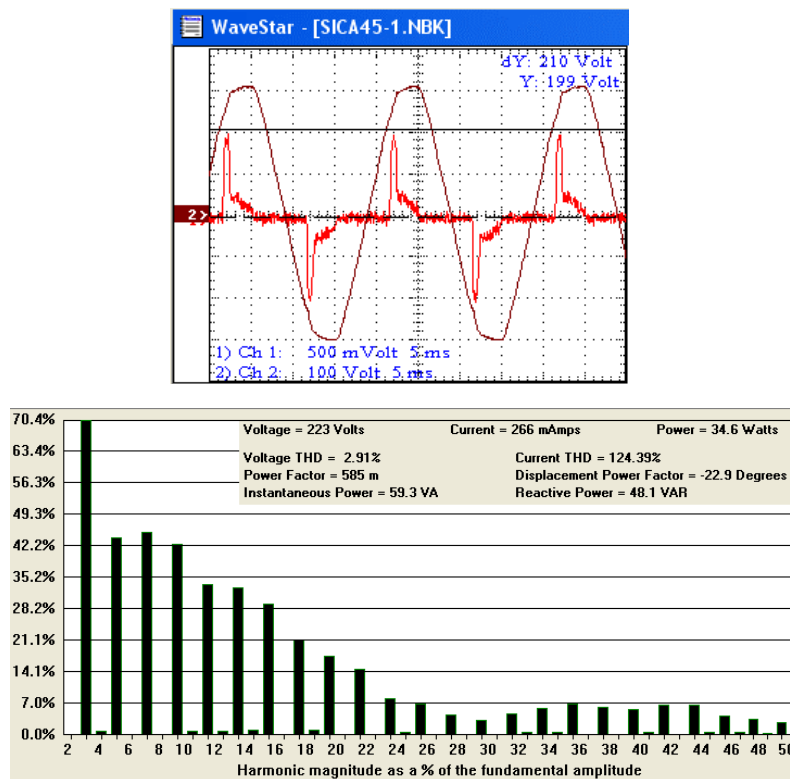 WaveStar - [SICA45-1.NBK]
dY: 210 Volt
Y: 199 Volt
2
1) Ch 1: 500 mVolt 5 ms
2) Ch 2: 100 Volt 5 ms
70.4%
Voltage = 223 Volts Current = 266 mAmps Power = 34.6 Watts
63.4%
Voltage THD = 2.91% Current THD = 124.39%
Power Factor = 585 m Displacement Power Factor = -22.9 Degrees
56.3%
Instantaneous Power = 59.3 VA Reactive Power = 48.1 VAR
49.3%
42.2%
35.2%
28.2%
21.1%
14.1%
7.0%
0.0%
2 4 6 8 10 12 14 16 18 20 22 24 26 28 30 32 34 36 38 40 42 44 46 48 50
Harmonic magnitude as a % of the fundamental amplitude